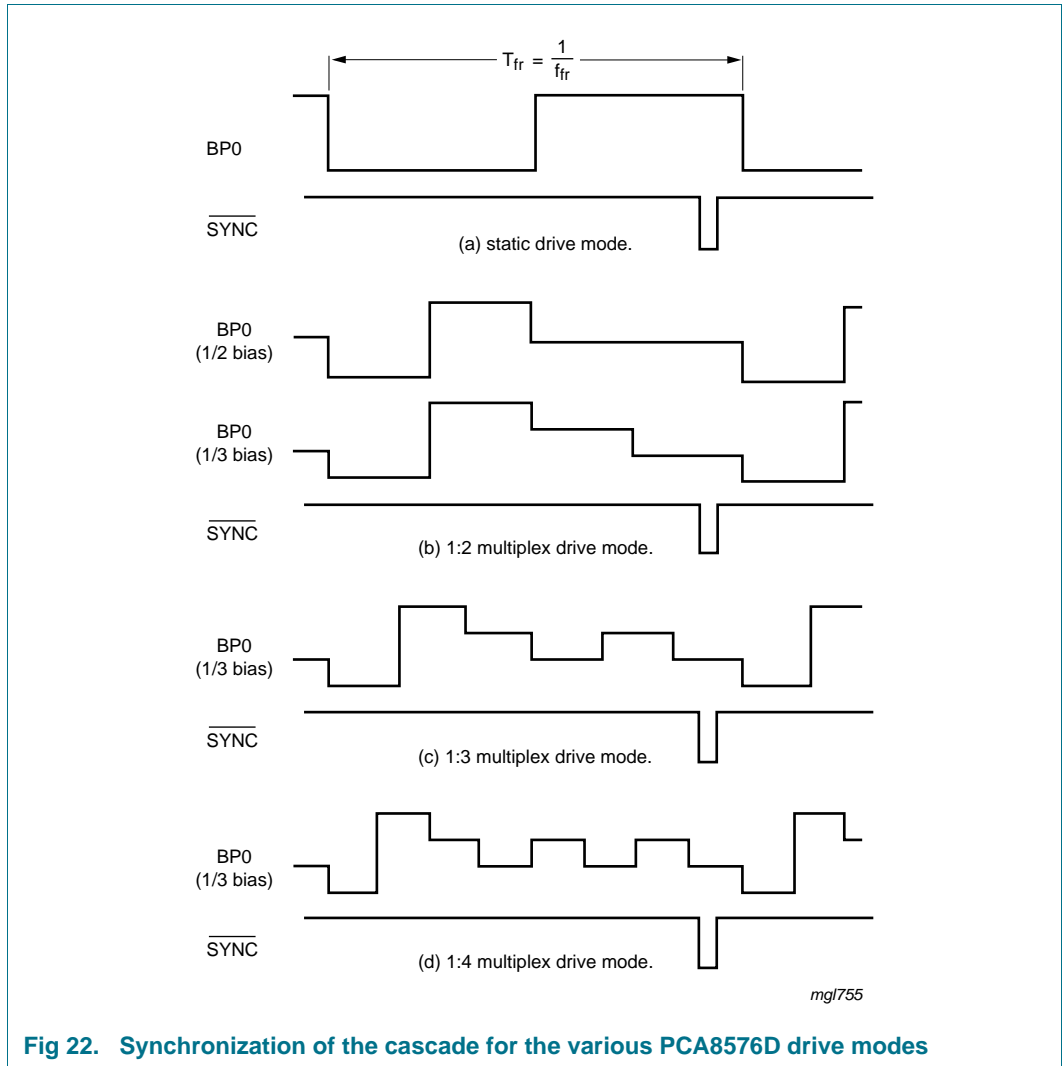 T_fr = 1/f_fr
BP0
SYNC
(a) static drive mode.
BP0
(1/2 bias)
BP0
(1/3 bias)
SYNC
(b) 1:2 multiplex drive mode.
BP0
(1/3 bias)
SYNC
(c) 1:3 multiplex drive mode.
BP0
(1/3 bias)
SYNC
(d) 1:4 multiplex drive mode.
mgl755
Fig 22. Synchronization of the cascade for the various PCA8576D drive modes